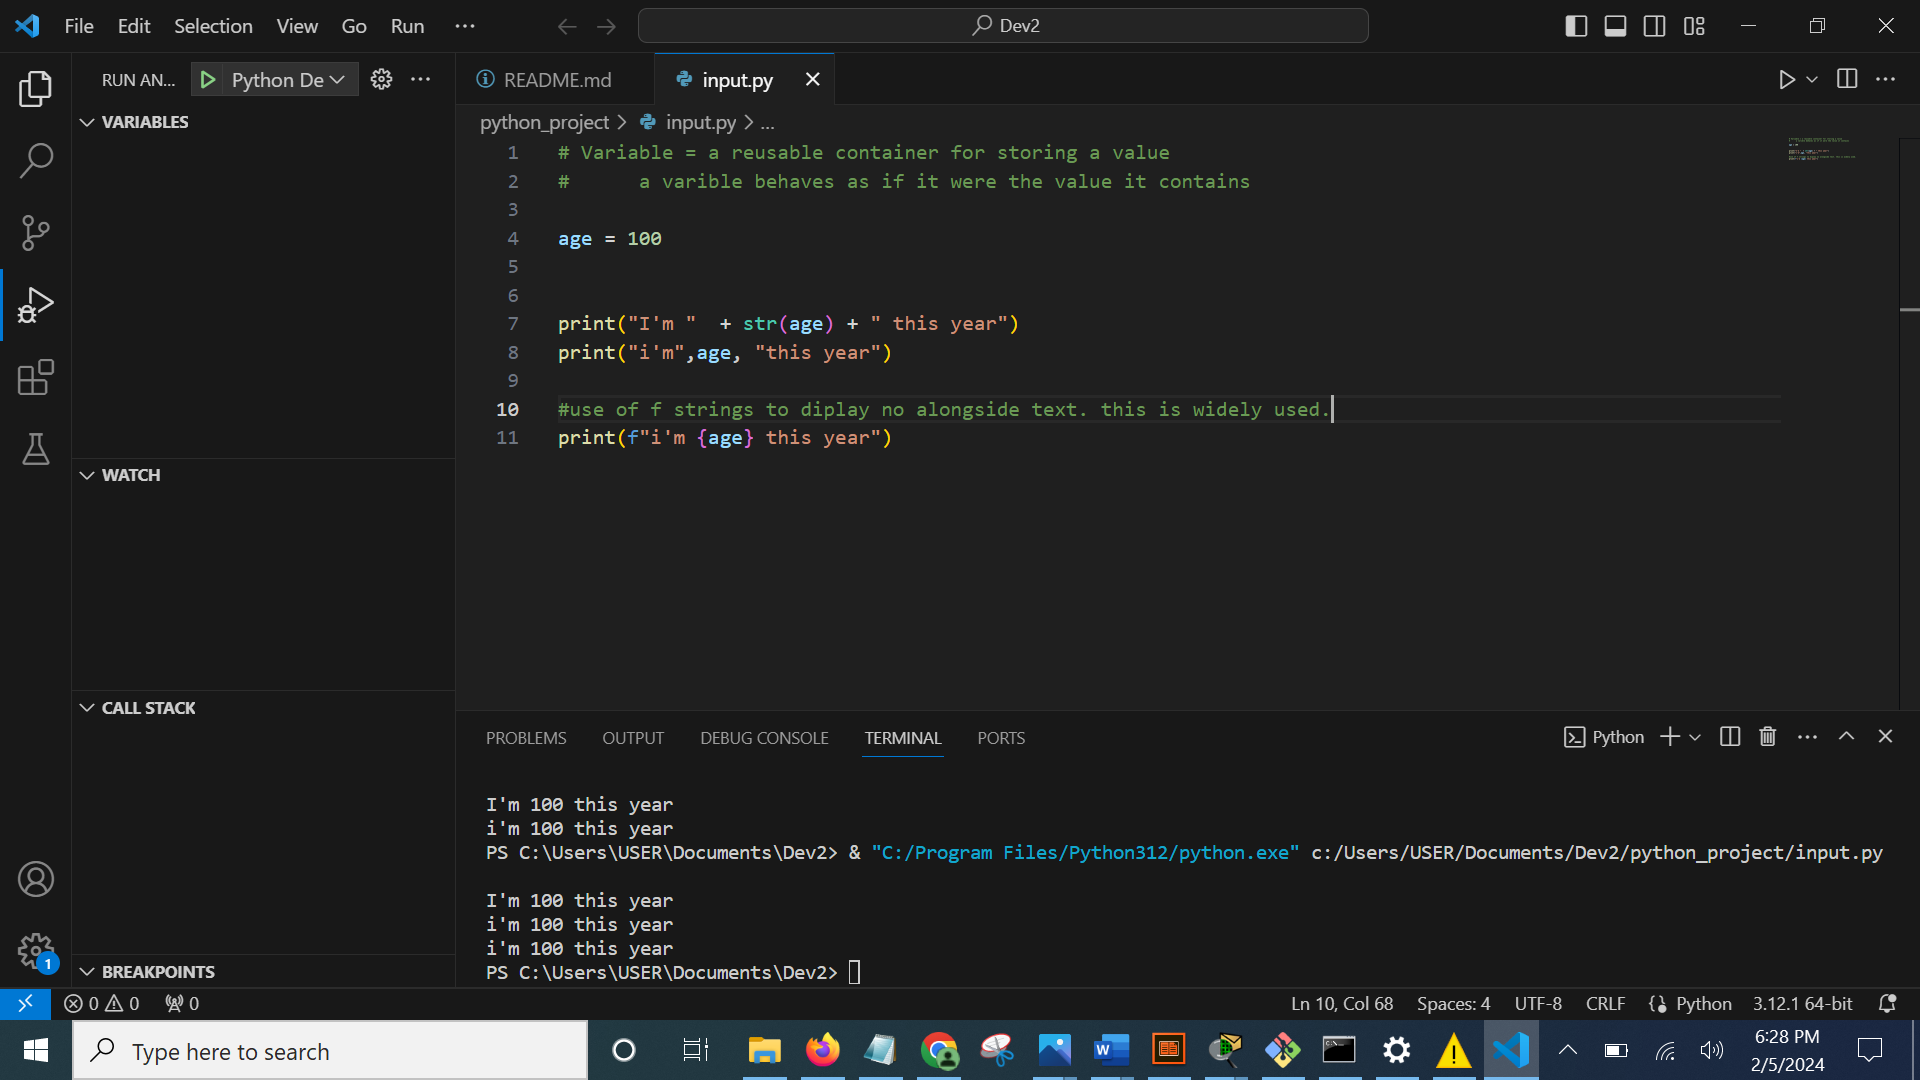 File Edit Selection View Go Run ··· Dev2
RUN AN... Python De
README.md input.py
VARIABLES
python_project > input.py > ...
1 # Variable = a reusable container for storing a value
2 #      a varible behaves as if it were the value it contains
3
4 age = 100
5
6
7 print("I'm "  + str(age) + " this year")
8 print("i'm",age, "this year")
9
10 #use of f strings to diplay no alongside text. this is widely used.
11 print(f"i'm {age} this year")
WATCH
CALL STACK
BREAKPOINTS
PROBLEMS OUTPUT DEBUG CONSOLE TERMINAL PORTS Python
I'm 100 this year
i'm 100 this year
PS C:\Users\USER\Documents\Dev2> & "C:/Program Files/Python312/python.exe" c:/Users/USER/Documents/Dev2/python_project/input.py
I'm 100 this year
i'm 100 this year
i'm 100 this year
PS C:\Users\USER\Documents\Dev2>
1
0 0 0 Ln 10, Col 68 Spaces: 4 UTF-8 CRLF Python 3.12.1 64-bit
Type here to search
6:28 PM
2/5/2024